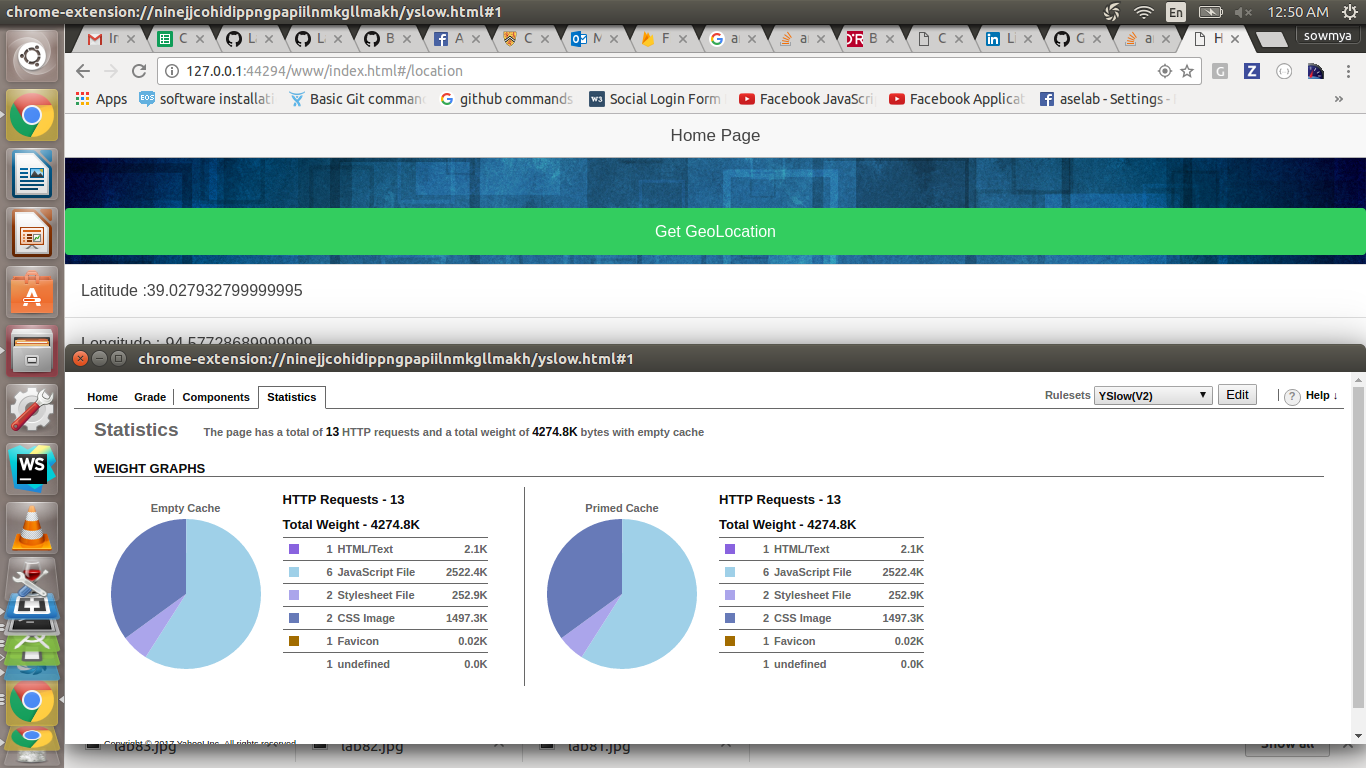 chrome-extension://ninejjcohidippngpapiilnmkgllmakh/yslow.html#1 En 12:50 AM
sowmya
127.0.0.1:44294/www/index.html#/location
Apps EOS software installati Basic Git comman github commands W3 Social Login Form Facebook JavaScri Facebook Applicat aselab - Settings - »
Home Page
Get GeoLocation
Latitude :39.027932799999995
Longitude : -94.57728689999999
chrome-extension://ninejjcohidippngpapiilnmkgllmakh/yslow.html#1
Home Grade Components Statistics Rulesets YSlow(V2) Edit ? Help ↓
Statistics The page has a total of 13 HTTP requests and a total weight of 4274.8K bytes with empty cache
WEIGHT GRAPHS
Empty Cache
HTTP Requests - 13
Total Weight - 4274.8K
1 HTML/Text 2.1K
6 JavaScript File 2522.4K
2 Stylesheet File 252.9K
2 CSS Image 1497.3K
1 Favicon 0.02K
1 undefined 0.0K
Primed Cache
HTTP Requests - 13
Total Weight - 4274.8K
1 HTML/Text 2.1K
6 JavaScript File 2522.4K
2 Stylesheet File 252.9K
2 CSS Image 1497.3K
1 Favicon 0.02K
1 undefined 0.0K
WS
Copyright © 2017 Yahoo! Inc. All rights reserved.
lab83.jpg lab82.jpg lab81.jpg Show all